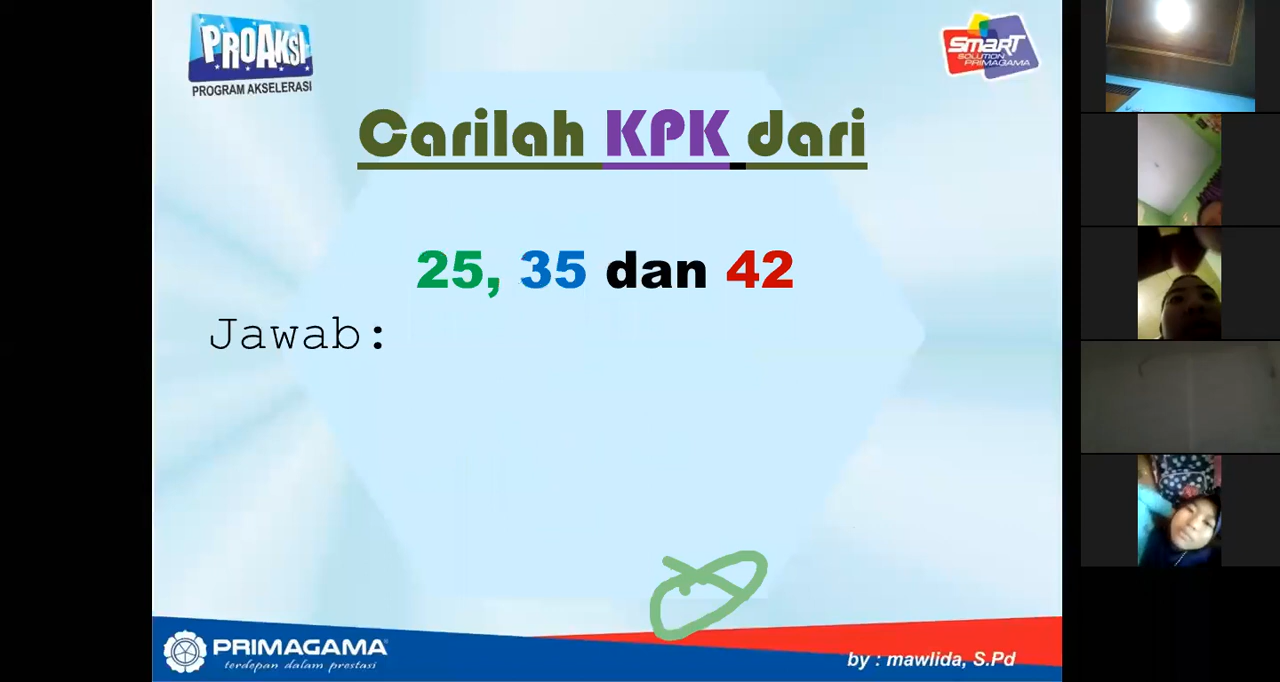 PROAKSI
PROGRAM AKSELERASI
SMART
SOLUTION
PRIMAGAMA
Carilah KPK dari
25, 35 dan 42
Jawab:
PRIMAGAMA
terdepan dalam prestasi
by : mawlida, S.Pd